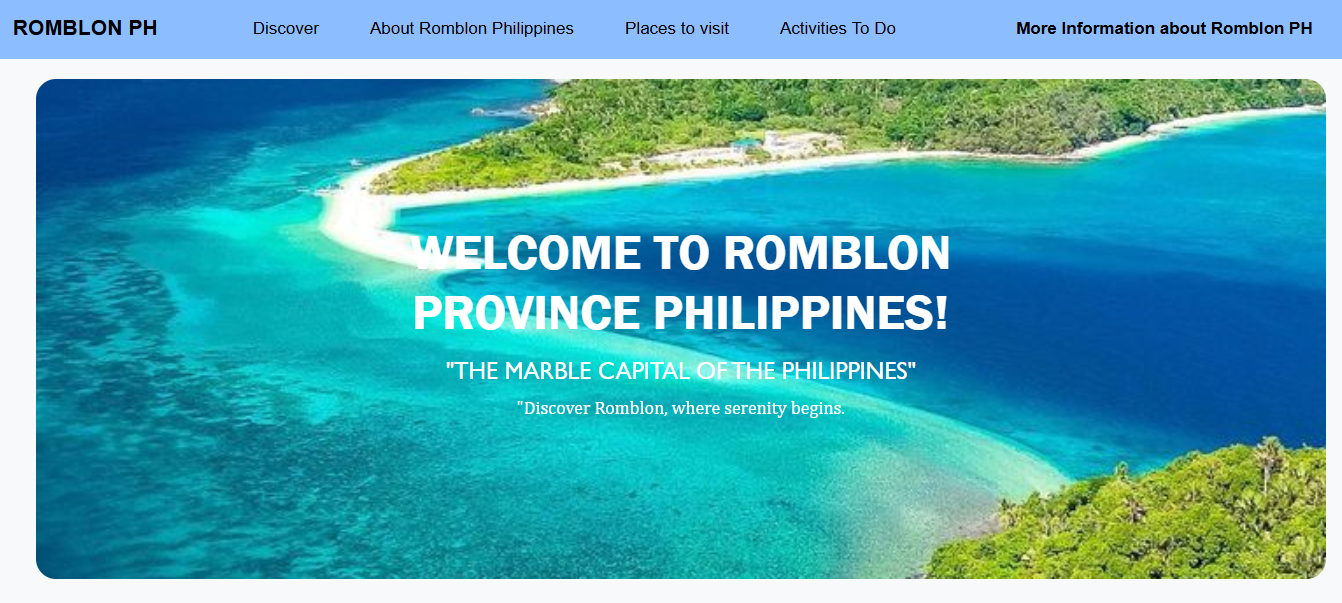 ROMBLON PH
Discover
About Romblon Philippines
Places to visit
Activities To Do
More Information about Romblon PH
WELCOME TO ROMBLON
PROVINCE PHILIPPINES!
"THE MARBLE CAPITAL OF THE PHILIPPINES"
"Discover Romblon, where serenity begins.